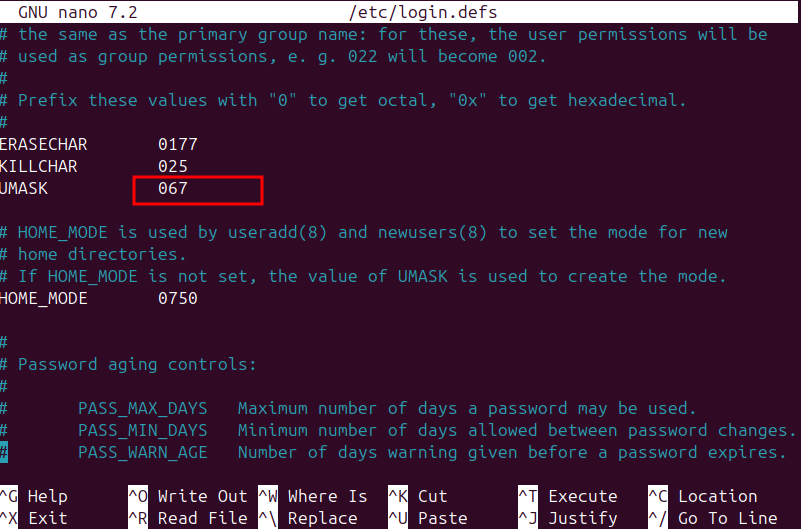 GNU nano 7.2 /etc/login.defs
# the same as the primary group name: for these, the user permissions will be
# used as group permissions, e. g. 022 will become 002.
#
# Prefix these values with "0" to get octal, "0x" to get hexadecimal.
#
ERASECHAR 0177
KILLCHAR 025
UMASK 067
# HOME_MODE is used by useradd(8) and newusers(8) to set the mode for new
# home directories.
# If HOME_MODE is not set, the value of UMASK is used to create the mode.
HOME_MODE 0750
#
# Password aging controls:
#
# PASS_MAX_DAYS Maximum number of days a password may be used.
# PASS_MIN_DAYS Minimum number of days allowed between password changes.
# PASS_WARN_AGE Number of days warning given before a password expires.
^G Help ^O Write Out ^W Where Is ^K Cut ^T Execute ^C Location
^X Exit ^R Read File ^\ Replace ^U Paste ^J Justify ^/ Go To Line